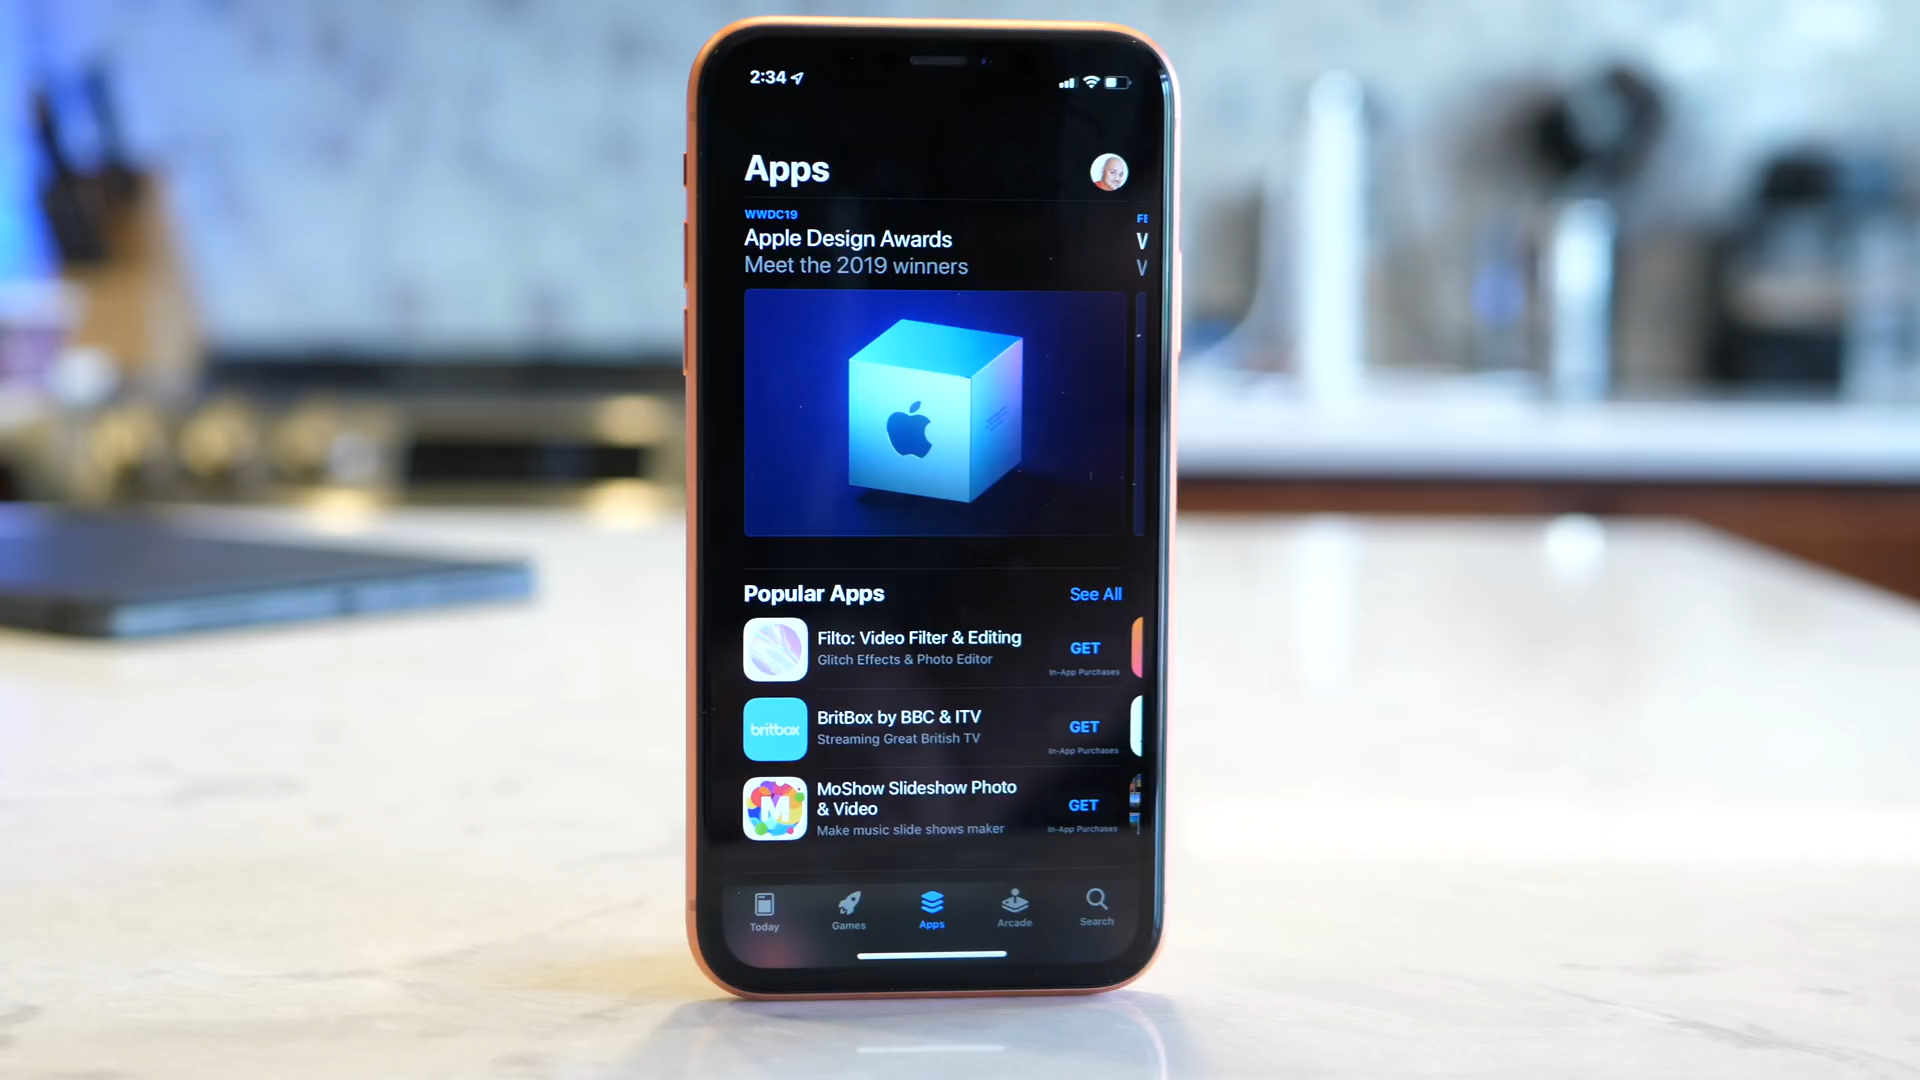 2:34
Apps
WWDC19
Apple Design Awards
Meet the 2019 winners
FE
V
V
Popular Apps
See All
Filto: Video Filter & Editing
Glitch Effects & Photo Editor
GET
In-App Purchases
britbox
BritBox by BBC & ITV
Streaming Great British TV
GET
In-App Purchases
M
MoShow Slideshow Photo
& Video
Make music slide shows maker
GET
In-App Purchases
Today
Games
Apps
Arcade
Search